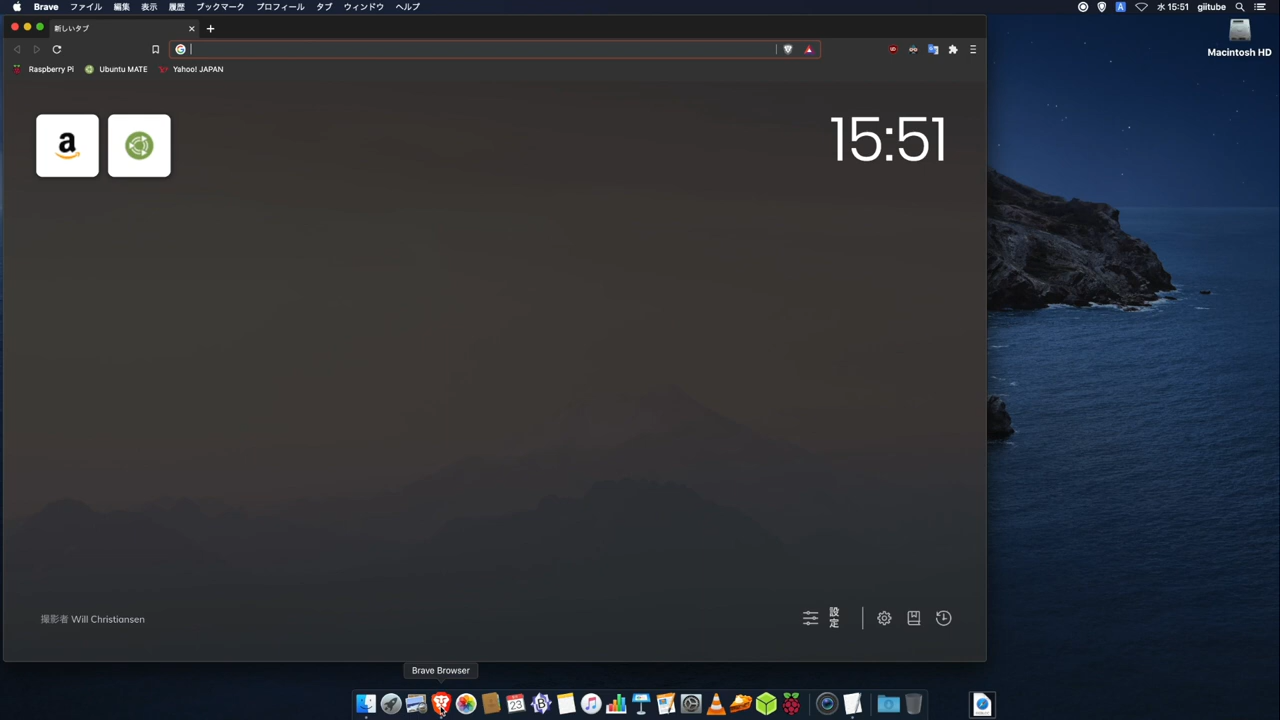 Brave ファイル 編集 表示 履歴 ブックマーク プロフィール タブ ウィンドウ ヘルプ A 水 15:51 giitube
新しいタブ
Raspberry Pi Ubuntu MATE Yahoo! JAPAN
Macintosh HD
a
15:51
撮影者 Will Christiansen
設定
Brave Browser
23